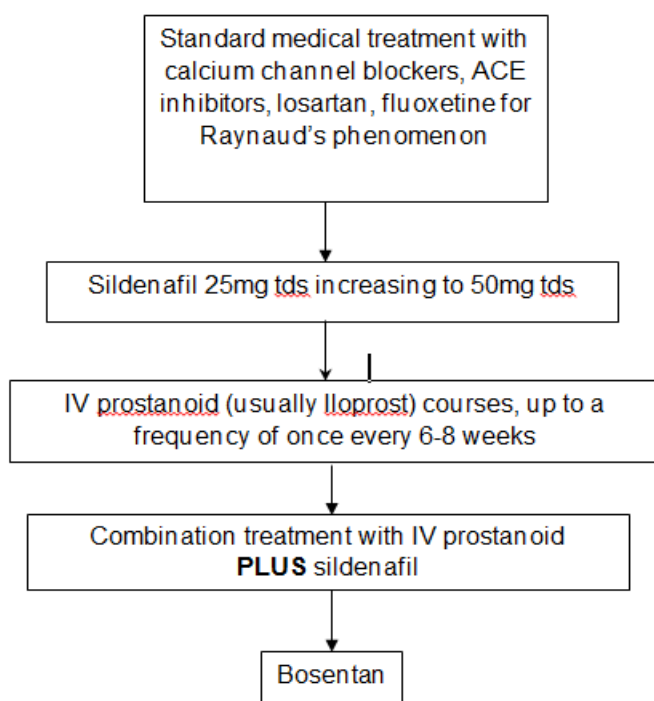 Standard medical treatment with
calcium channel blockers, ACE
inhibitors, losartan, fluoxetine for
Raynaud's phenomenon
Sildenafil 25mg tds increasing to 50mg tds
IV prostanoid (usually Iloprost) courses, up to a
frequency of once every 6-8 weeks
Combination treatment with IV prostanoid
PLUS sildenafil
Bosentan